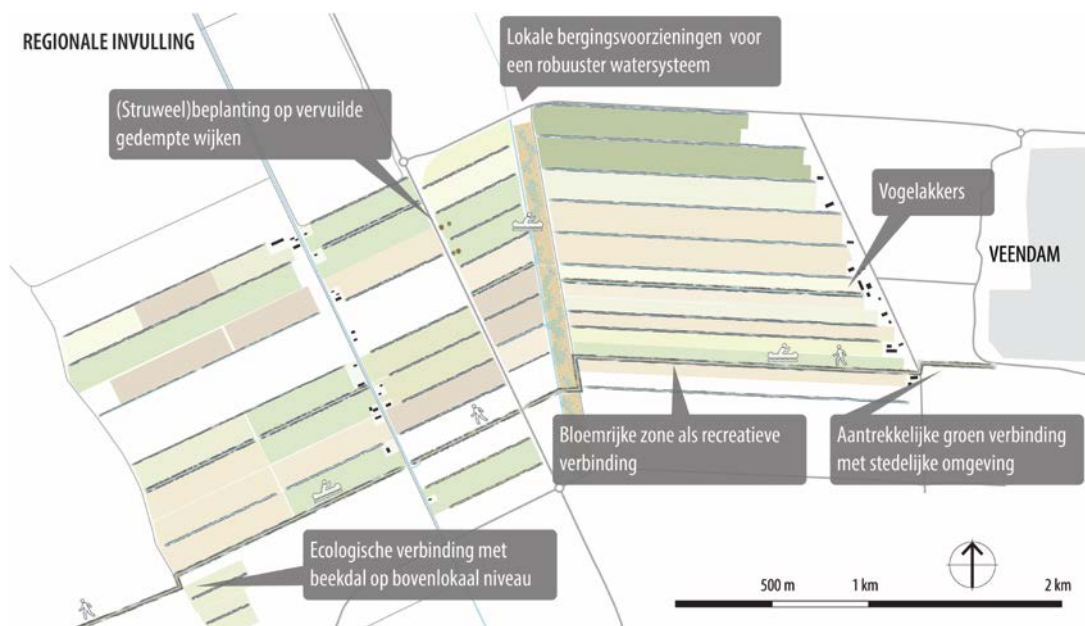 REGIONALE INVULLING
Lokale bergingsvoorzieningen voor
een robuuster watersysteem
(Struweel)beplanting op vervuilde
gedempte wijken
Vogelakkers
VEENDAM
Bloemrijke zone als recreatieve
verbinding
Aantrekkelijke groen verbinding
met stedelijke omgeving
Ecologische verbinding met
beekdal op bovenlokaal niveau
500 m 1 km 2 km